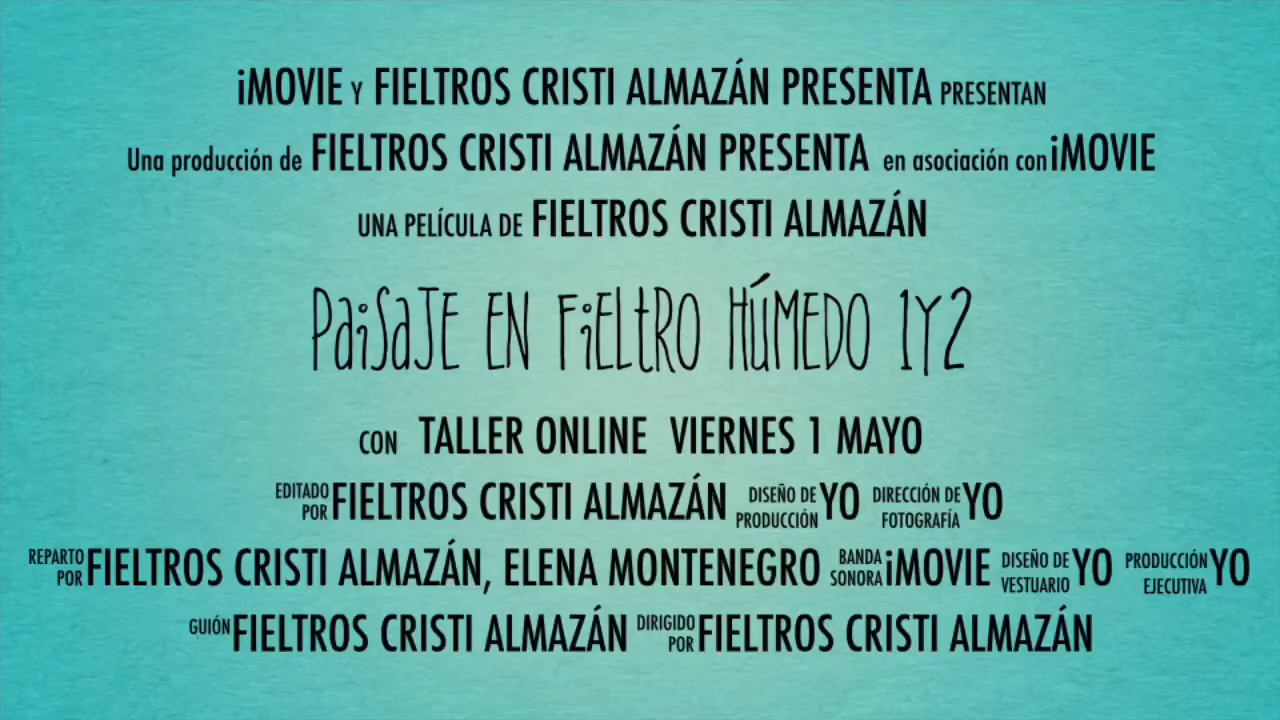 iMOVIE Y FIELTROS CRISTI ALMAZÁN PRESENTA PRESENTAN
Una producción de FIELTROS CRISTI ALMAZÁN PRESENTA en asociación con iMOVIE
UNA PELÍCULA DE FIELTROS CRISTI ALMAZÁN
PaiSaJE EN FiELtRO HÚMEDO 1Y2
CON TALLER ONLINE VIERNES 1 MAYO
EDITADO POR FIELTROS CRISTI ALMAZÁN DISEÑO DE PRODUCCIÓN YO DIRECCIÓN DE FOTOGRAFÍA YO
REPARTO POR FIELTROS CRISTI ALMAZÁN, ELENA MONTENEGRO BANDA SONORA iMOVIE DISEÑO DE VESTUARIO YO PRODUCCIÓN EJECUTIVA YO
GUIÓN FIELTROS CRISTI ALMAZÁN DIRIGIDO POR FIELTROS CRISTI ALMAZÁN